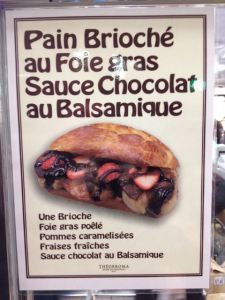 Pain Brioché
au Foie gras
Sauce Chocolat
au Balsamique
Une Brioche
Foie gras poêlé
Pommes caramelisées
Fraises fraîches
Sauce chocolat au Balsamique
THEOBROMA